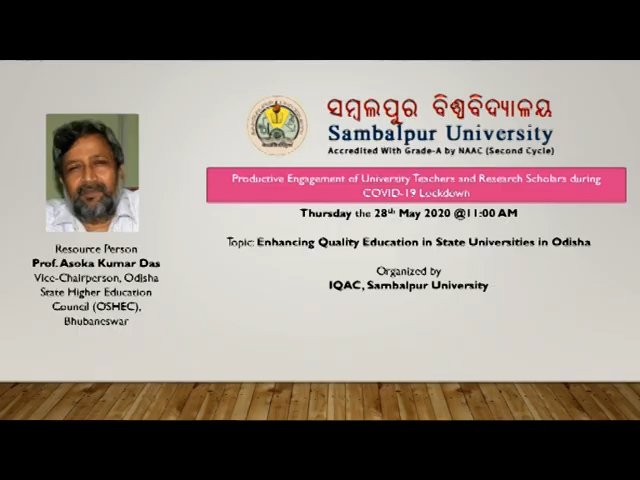 ସମ୍ବଲପୁର ବିଶ୍ୱବିଦ୍ୟାଳୟ
Sambalpur University
Accredited With Grade-A by NAAC (Second Cycle)
Productive Engagement of University Teachers and Research Scholars during
COVID-19 Lockdown
Thursday the 28th May 2020 @11:00 AM
Topic: Enhancing Quality Education in State Universities in Odisha
Organized by
IQAC, Sambalpur University
Resource Person
Prof. Asoka Kumar Das
Vice-Chairperson, Odisha
State Higher Education
Council (OSHEC),
Bhubaneswar